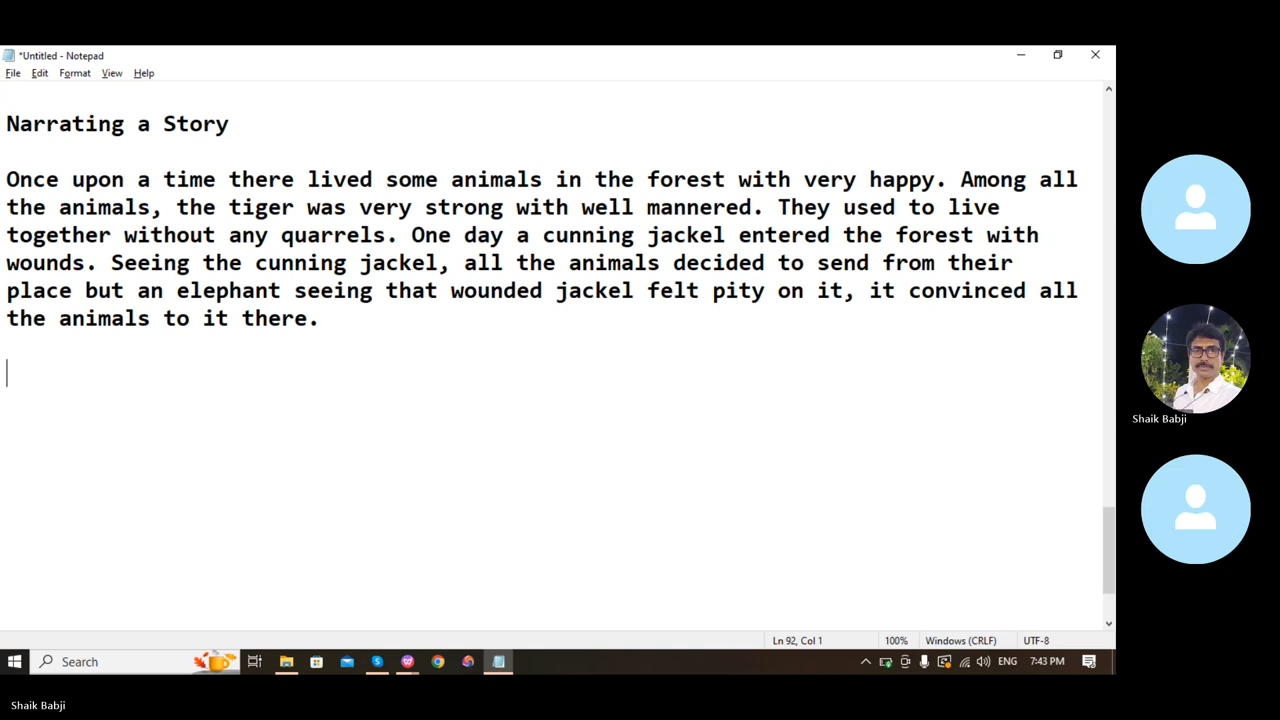 *Untitled - Notepad
File Edit Format View Help
Narrating a Story
Once upon a time there lived some animals in the forest with very happy. Among all
the animals, the tiger was very strong with well mannered. They used to live
together without any quarrels. One day a cunning jackel entered the forest with
wounds. Seeing the cunning jackel, all the animals decided to send from their
place but an elephant seeing that wounded jackel felt pity on it, it convinced all
the animals to it there.
Shaik Babji
Ln 92, Col 1 100% Windows (CRLF) UTF-8
Search ENG 7:43 PM
Shaik Babji